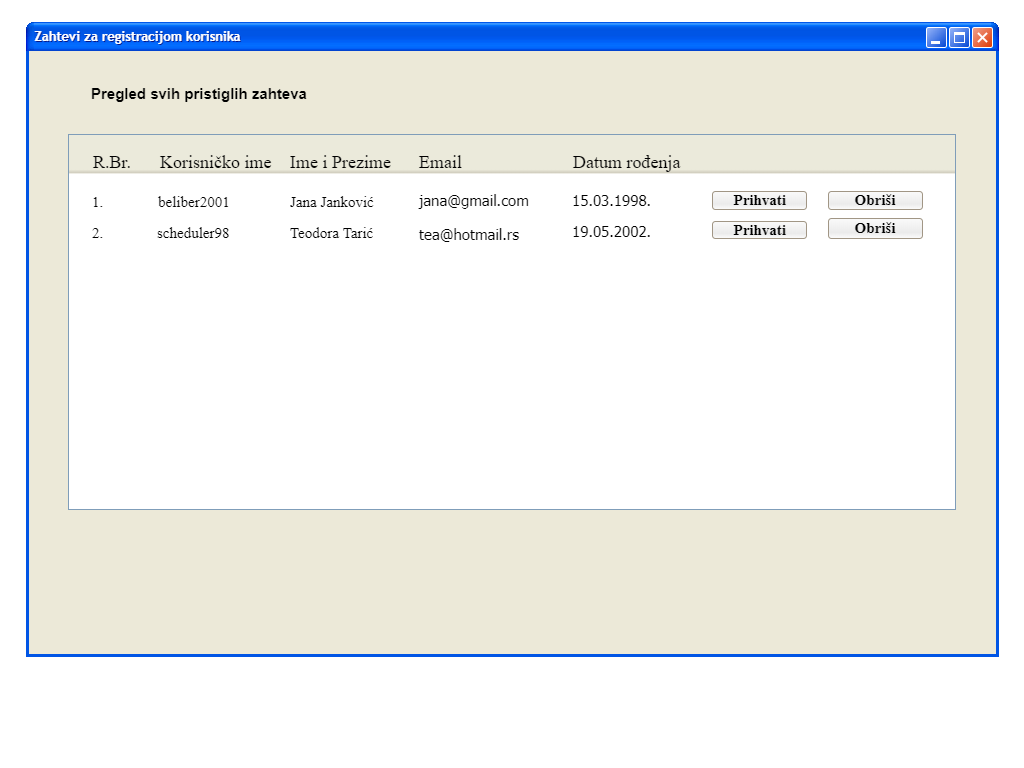 Zahtevi za registracijom korisnika
Pregled svih pristiglih zahteva
R.Br. Korisničko ime Ime i Prezime Email Datum rođenja
1. beliber2001 Jana Janković jana@gmail.com 15.03.1998. Prihvati Obriši
2. scheduler98 Teodora Tarić tea@hotmail.rs 19.05.2002. Prihvati Obriši